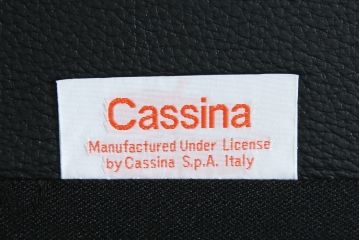 Cassina
Manufactured Under License
by Cassina S.p.A. Italy